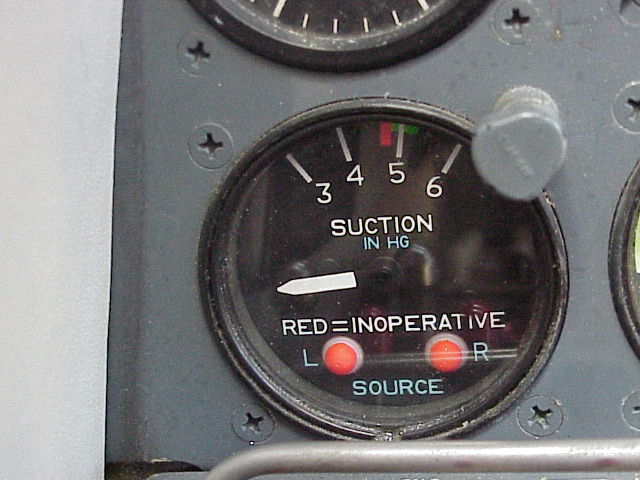 3 4 5 6
SUCTION
IN HG
RED=INOPERATIVE
L R
SOURCE